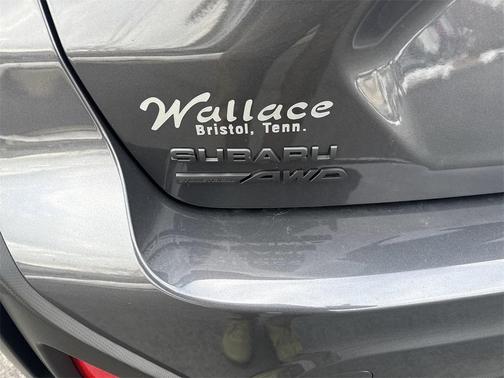 Wallace
Bristol, Tenn.
SUBARU
AWD